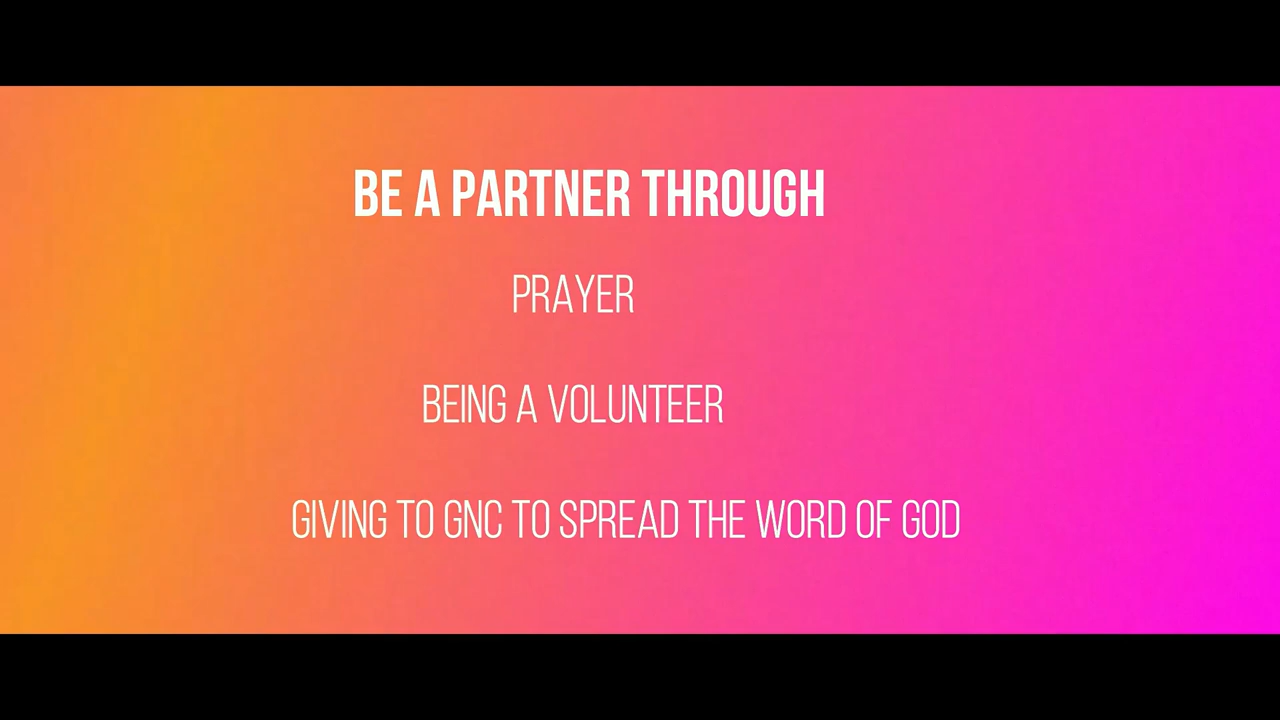 BE A PARTNER THROUGH
PRAYER
BEING A VOLUNTEER
GIVING TO GNC TO SPREAD THE WORD OF GOD